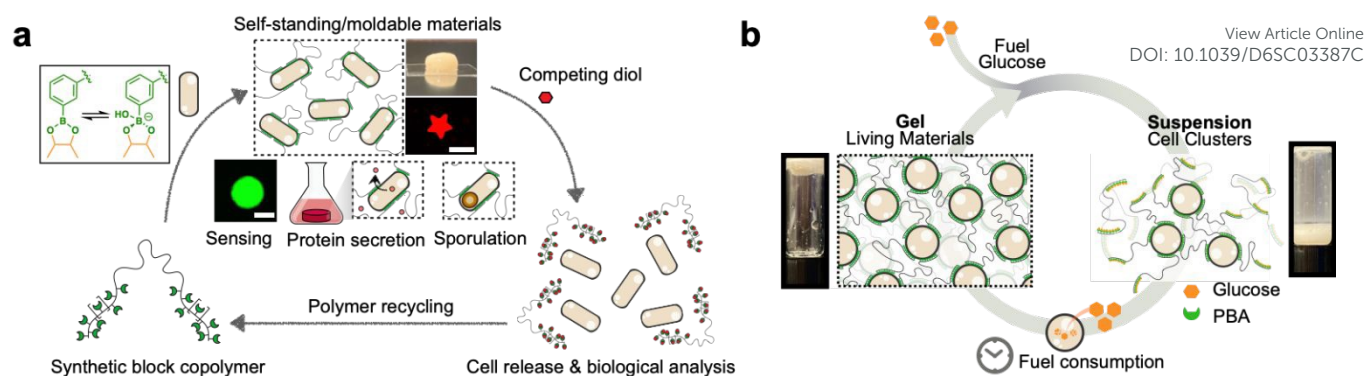 a
Self-standing/moldable materials
B
O
O
HO
B
⊖
O
O
Competing diol
Sensing
Protein secretion
Sporulation
Polymer recycling
Synthetic block copolymer
Cell release & biological analysis
b
View Article Online
DOI: 10.1039/D6SC03387C
Fuel
Glucose
Gel
Living Materials
Suspension
Cell Clusters
Glucose
PBA
Fuel consumption